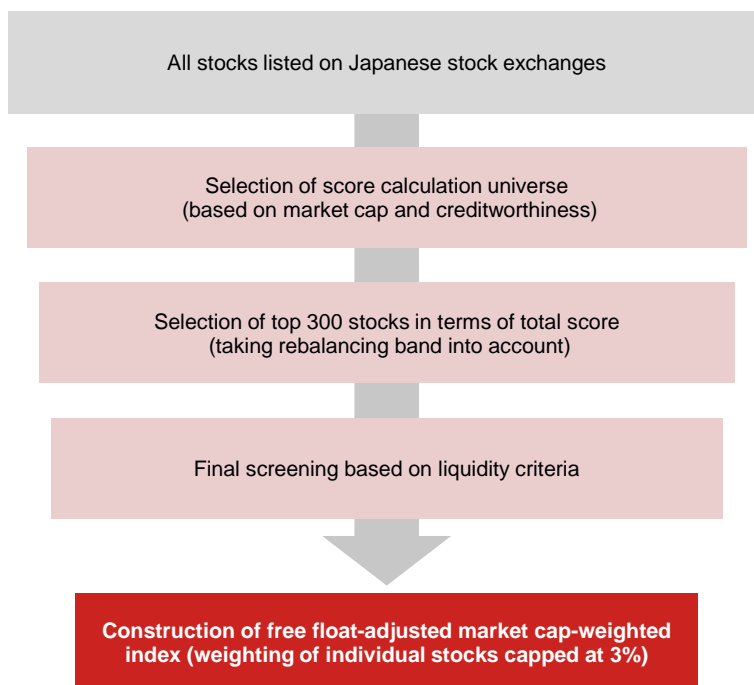 All stocks listed on Japanese stock exchanges
Selection of score calculation universe
(based on market cap and creditworthiness)
Selection of top 300 stocks in terms of total score
(taking rebalancing band into account)
Final screening based on liquidity criteria
Construction of free float-adjusted market cap-weighted
index (weighting of individual stocks capped at 3%)